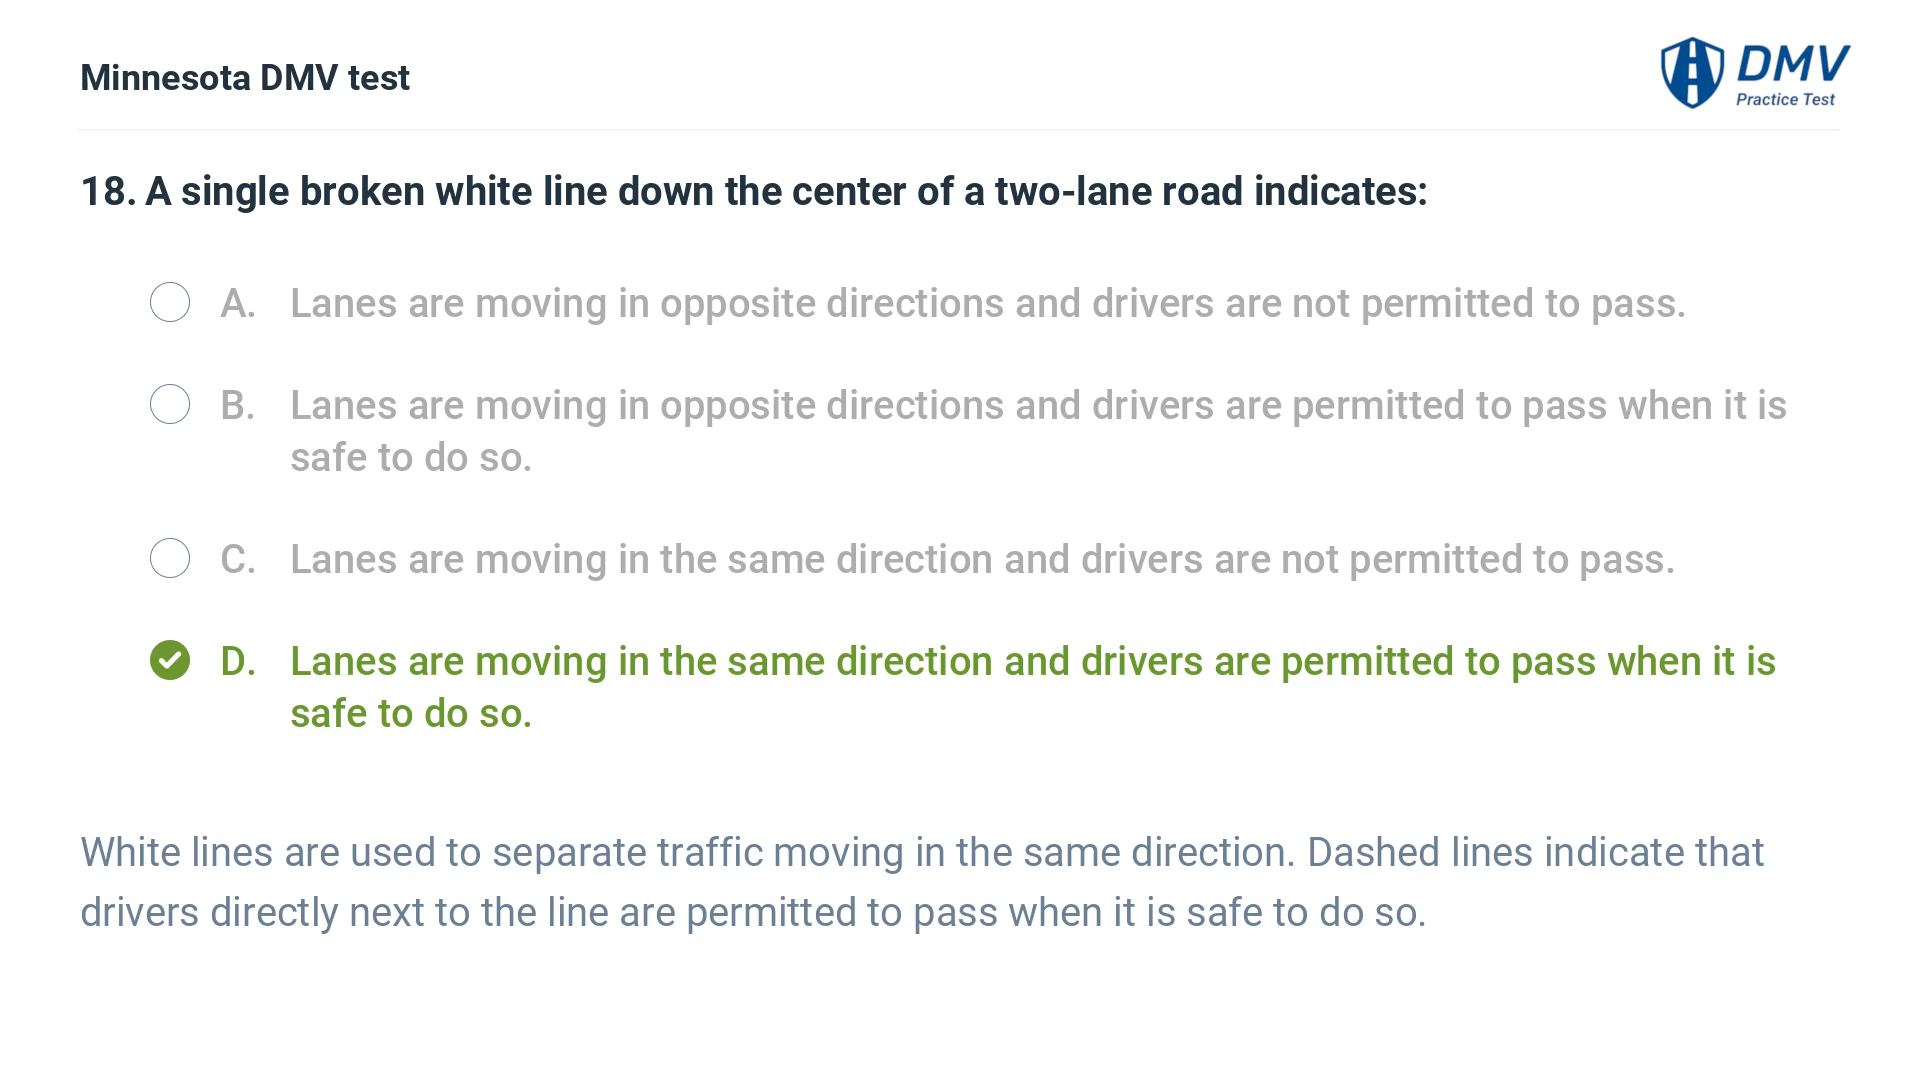 Minnesota DMV test
DMV
Practice Test
18. A single broken white line down the center of a two-lane road indicates:
A. Lanes are moving in opposite directions and drivers are not permitted to pass.
B. Lanes are moving in opposite directions and drivers are permitted to pass when it is
safe to do so.
C. Lanes are moving in the same direction and drivers are not permitted to pass.
D. Lanes are moving in the same direction and drivers are permitted to pass when it is
safe to do so.
White lines are used to separate traffic moving in the same direction. Dashed lines indicate that
drivers directly next to the line are permitted to pass when it is safe to do so.